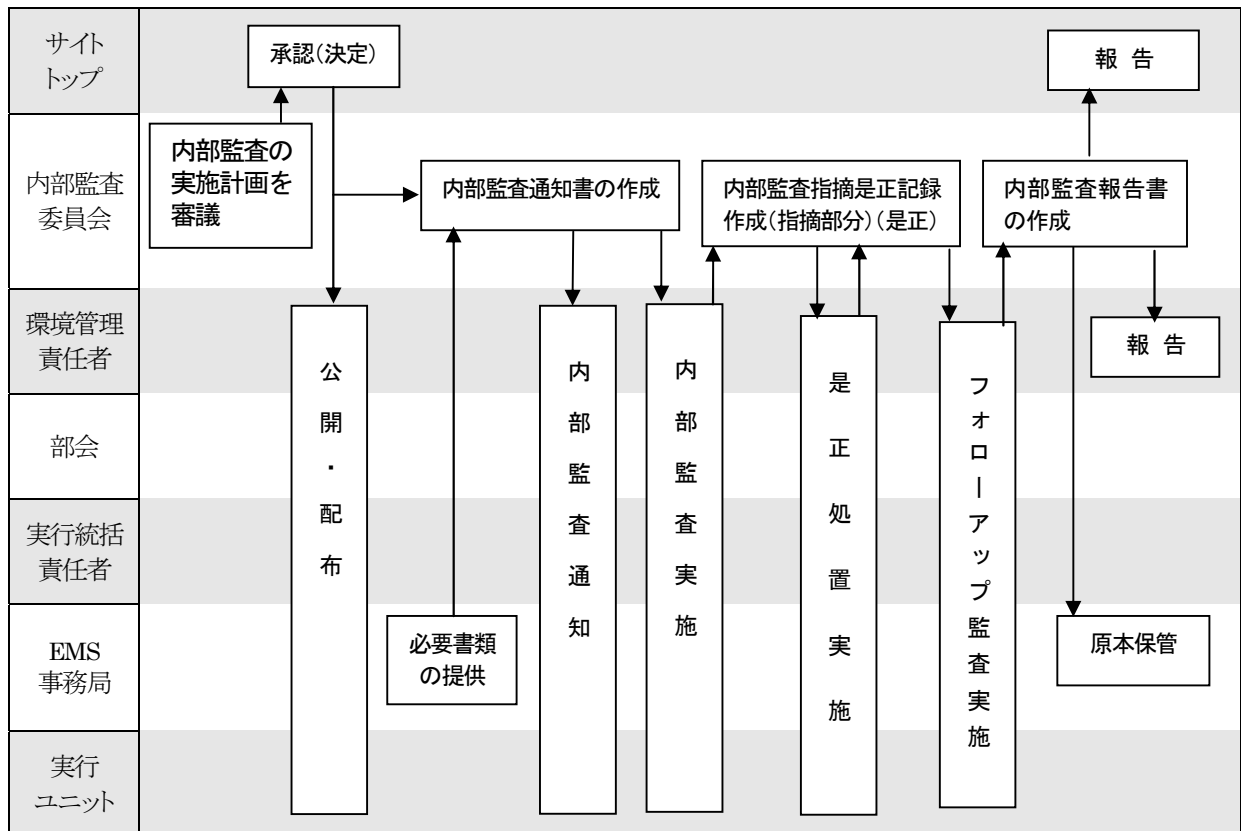 サイト
トップ
承認(決定)
報 告
内部監査
委員会
内部監査の
実施計画を
審議
内部監査通知書の作成
内部監査指摘是正記録
作成(指摘部分)(是正)
内部監査報告書
の作成
環境管理
責任者
報 告
部会
実行統括
責任者
EMS
事務局
必要書類
の提供
原本保管
実行
ユニット
公開・配布
内部監査通知
内部監査実施
是正処置実施
フォローアップ監査実施